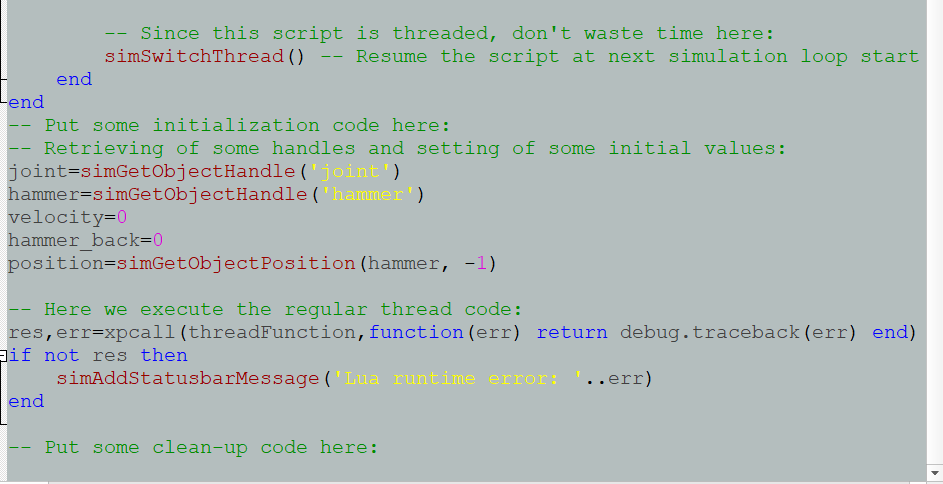 -- Since this script is threaded, don't waste time here:
simSwitchThread() -- Resume the script at next simulation loop start
end
end
-- Put some initialization code here:
-- Retrieving of some handles and setting of some initial values:
joint=simGetObjectHandle('joint')
hammer=simGetObjectHandle('hammer')
velocity=0
hammer_back=0
position=simGetObjectPosition(hammer, -1)
-- Here we execute the regular thread code:
res,err=xpcall(threadFunction,function(err) return debug.traceback(err) end)
if not res then
simAddStatusbarMessage('Lua runtime error: '..err)
end
-- Put some clean-up code here: